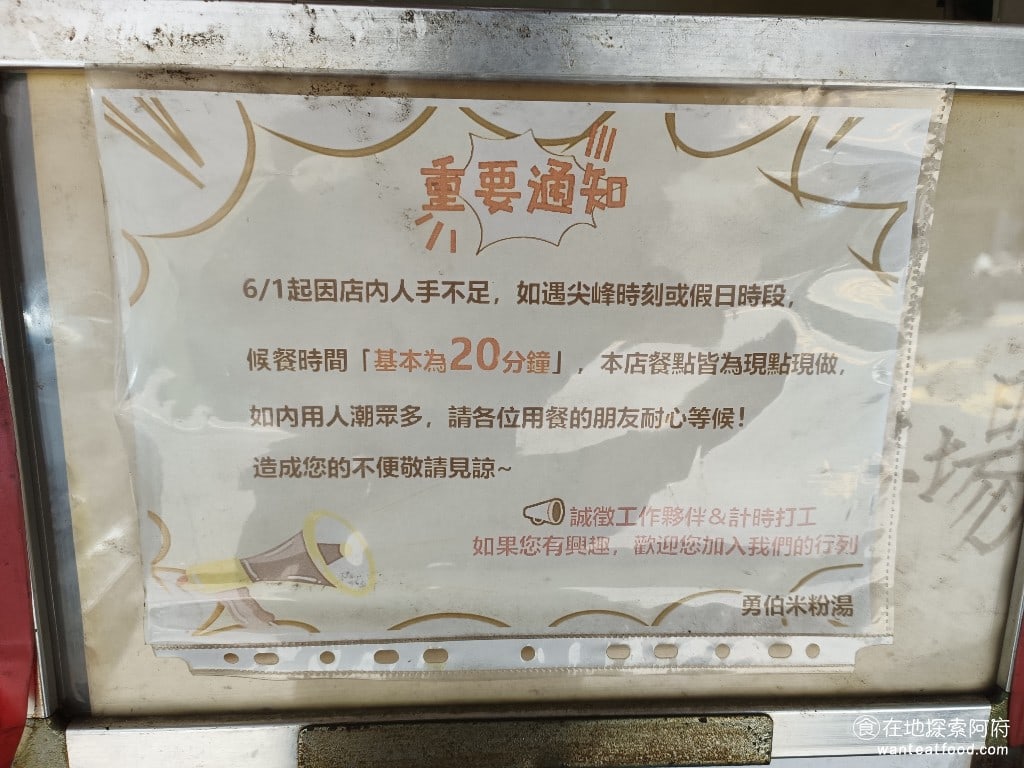 重要通知
6/1起因店內人手不足，如遇尖峰時刻或假日時段，
候餐時間「基本為20分鐘」，本店餐點皆為現點現做，
如內用人潮眾多，請各位用餐的朋友耐心等候！
造成您的不便敬請見諒~
誠徵工作夥伴＆計時打工
如果您有興趣，歡迎您加入我們的行列
勇伯米粉湯
場
食在地探索阿府
wanteatfood.com